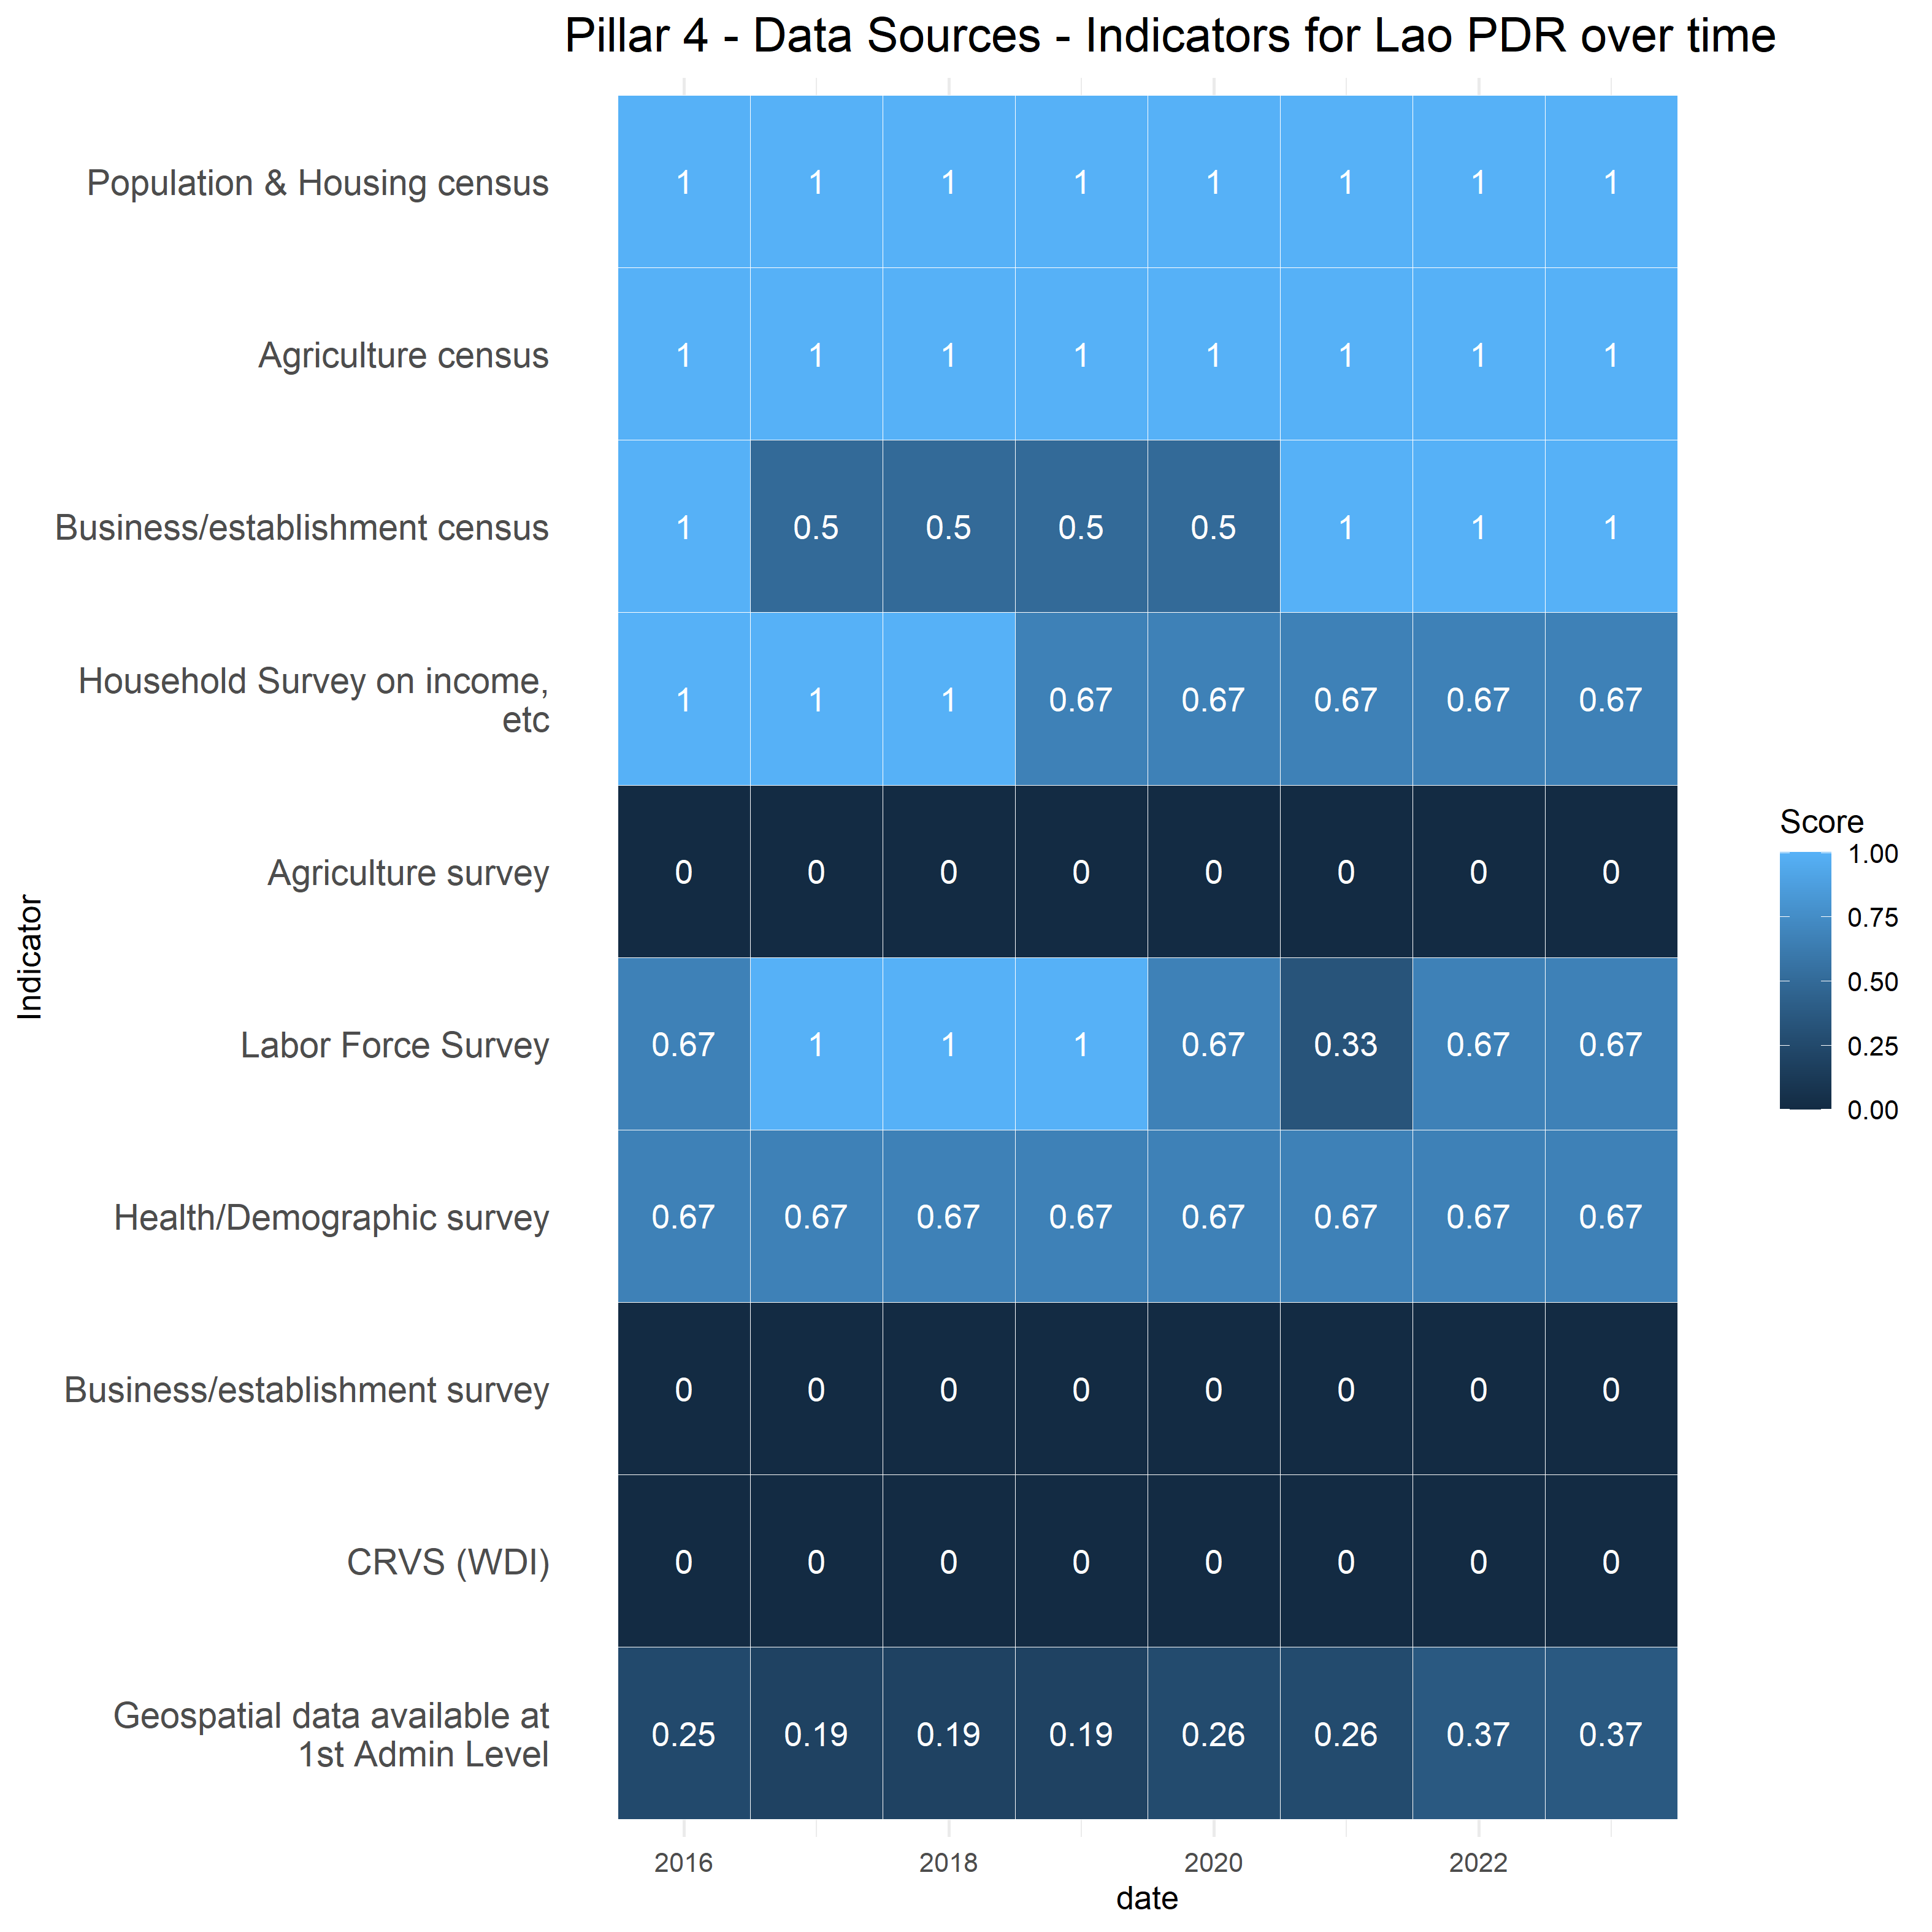 Pillar 4 - Data Sources - Indicators for Lao PDR over time
Indicator
Population & Housing census
1 1 1 1 1 1 1 1
Agriculture census
1 1 1 1 1 1 1 1
Business/establishment census
1 0.5 0.5 0.5 0.5 1 1 1
Household Survey on income,
etc
1 1 1 0.67 0.67 0.67 0.67 0.67
Agriculture survey
0 0 0 0 0 0 0 0
Labor Force Survey
0.67 1 1 1 0.67 0.33 0.67 0.67
Health/Demographic survey
0.67 0.67 0.67 0.67 0.67 0.67 0.67 0.67
Business/establishment survey
0 0 0 0 0 0 0 0
CRVS (WDI)
0 0 0 0 0 0 0 0
Geospatial data available at
1st Admin Level
0.25 0.19 0.19 0.19 0.26 0.26 0.37 0.37
2016 2018 2020 2022
date
Score
1.00
0.75
0.50
0.25
0.00